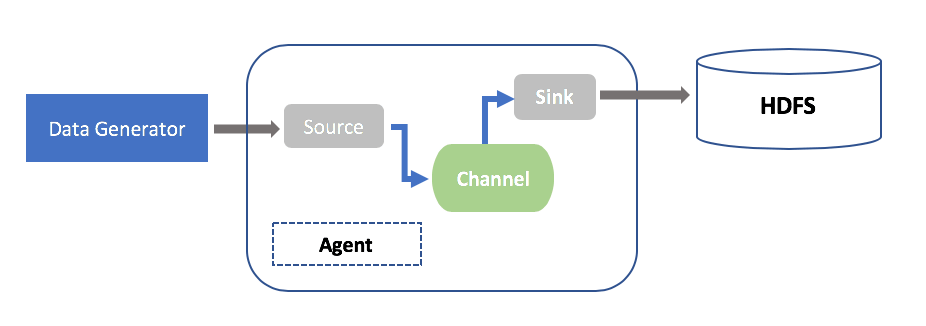 Data Generator
Source
Channel
Sink
HDFS
Agent